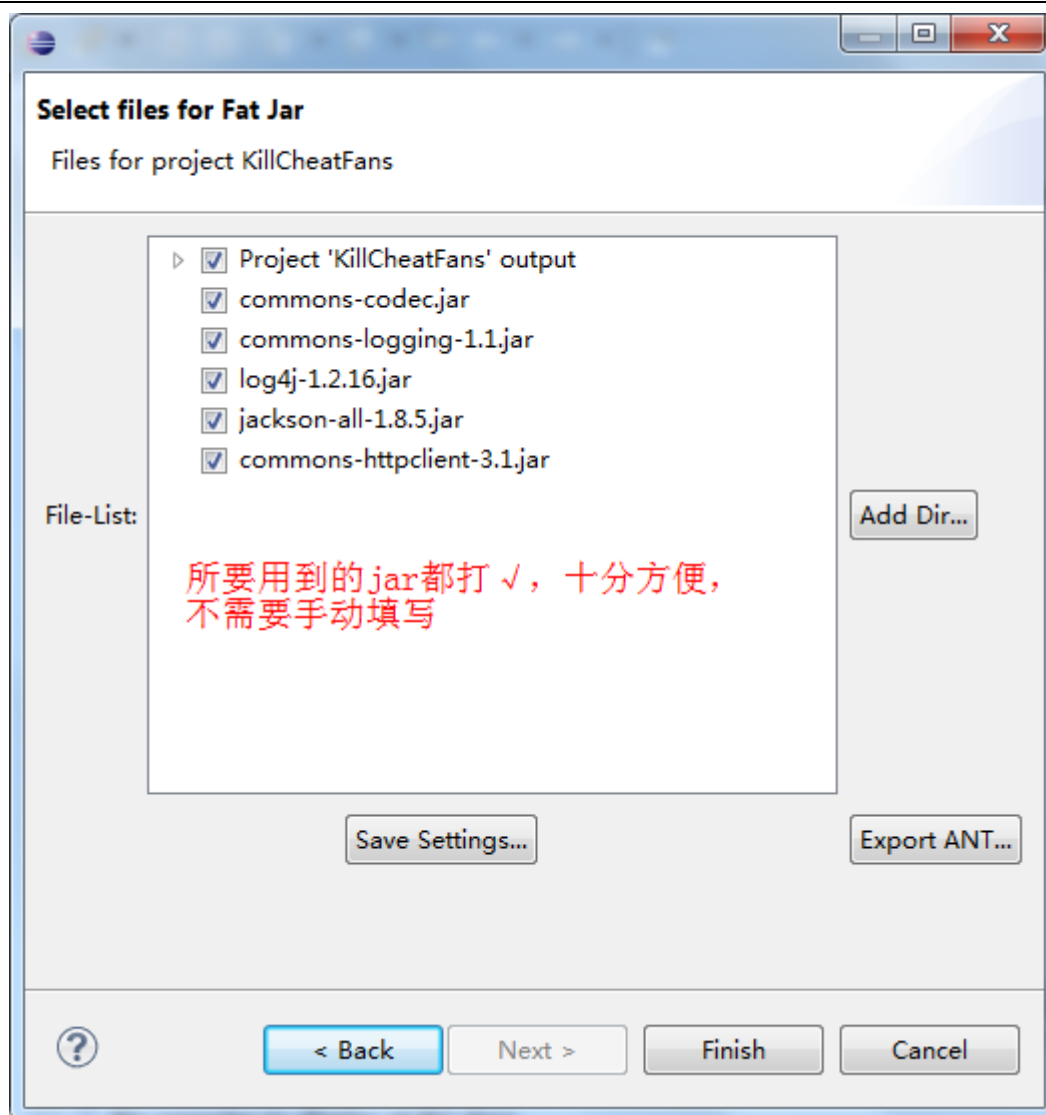 Select files for Fat Jar
Files for project KillCheatFans
Project 'KillCheatFans' output
commons-codec.jar
commons-logging-1.1.jar
log4j-1.2.16.jar
jackson-all-1.8.5.jar
commons-httpclient-3.1.jar
File-List:
Add Dir...
所要用到的jar都打√，十分方便，
不需要手动填写
Save Settings...
Export ANT...
< Back
Next >
Finish
Cancel